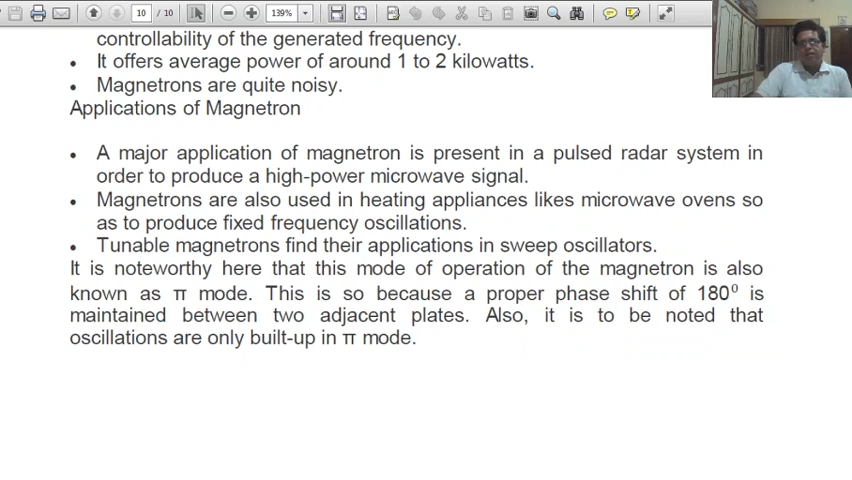 10 / 10 139%
controllability of the generated frequency.
• It offers average power of around 1 to 2 kilowatts.
• Magnetrons are quite noisy.
Applications of Magnetron
• A major application of magnetron is present in a pulsed radar system in
order to produce a high-power microwave signal.
• Magnetrons are also used in heating appliances likes microwave ovens so
as to produce fixed frequency oscillations.
• Tunable magnetrons find their applications in sweep oscillators.
It is noteworthy here that this mode of operation of the magnetron is also
known as π mode. This is so because a proper phase shift of 180⁰ is
maintained between two adjacent plates. Also, it is to be noted that
oscillations are only built-up in π mode.